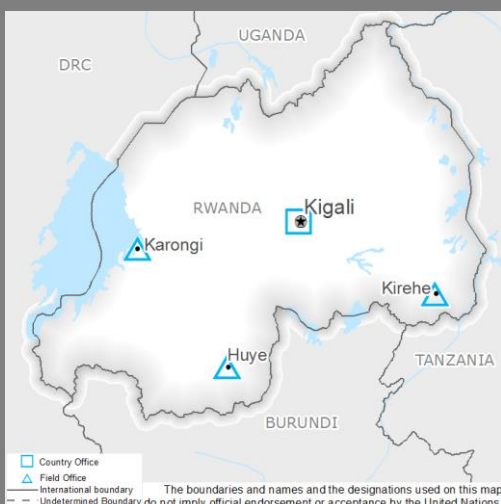 UGANDA
DRC
RWANDA
Kigali
Karongi
Kirehe
Huye
TANZANIA
BURUNDI
Country Office
Field Office
International boundary
The boundaries and names and the designations used on this map
Undetermined Boundary do not imply official endorsement or acceptance by the United Nations